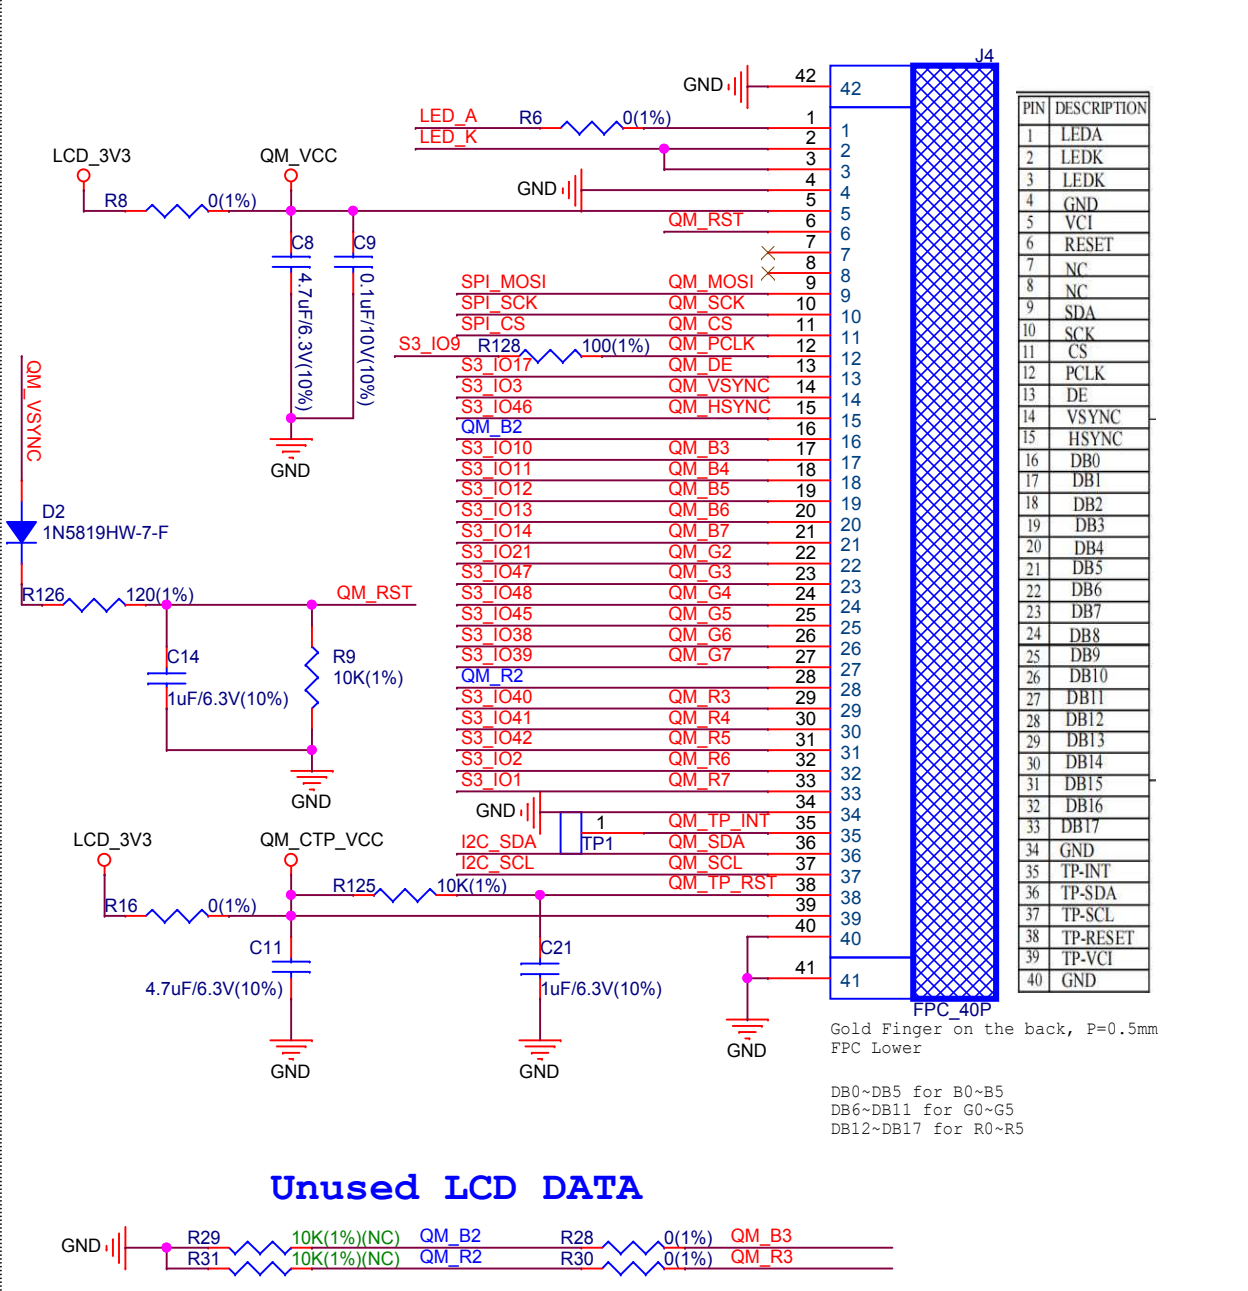 J4
GND
42
42
LED_A
R6
0(1%)
1
1
LED_K
2
2
3
3
LCD_3V3
QM_VCC
GND
4
4
R8
0(1%)
5
5
QM_RST
6
6
7
7
8
8
C8
4.7uF/6.3V(10%)
C9
0.1uF/10V(10%)
SPI_MOSI
QM_MOSI
9
9
SPI_SCK
QM_SCK
10
10
SPI_CS
QM_CS
11
11
S3_IO9
R128
100(1%)
QM_PCLK
12
12
S3_IO17
QM_DE
13
13
S3_IO3
QM_VSYNC
14
14
S3_IO46
QM_HSYNC
15
15
QM_B2
16
16
S3_IO10
QM_B3
17
17
S3_IO11
QM_B4
18
18
S3_IO12
QM_B5
19
19
S3_IO13
QM_B6
20
20
S3_IO14
QM_B7
21
21
S3_IO21
QM_G2
22
22
S3_IO47
QM_G3
23
23
S3_IO48
QM_G4
24
24
S3_IO45
QM_G5
25
25
S3_IO38
QM_G6
26
26
S3_IO39
QM_G7
27
27
QM_R2
28
28
S3_IO40
QM_R3
29
29
S3_IO41
QM_R4
30
30
S3_IO42
QM_R5
31
31
S3_IO2
QM_R6
32
32
S3_IO1
QM_R7
33
33
GND
34
34
1
TP1
QM_TP_INT
35
35
I2C_SDA
QM_SDA
36
36
I2C_SCL
QM_SCL
37
37
QM_TP_RST
38
38
39
39
40
40
41
41
GND
GND
QM_VSYNC
D2
1N5819HW-7-F
R126
120(1%)
QM_RST
C14
1uF/6.3V(10%)
R9
10K(1%)
GND
LCD_3V3
QM_CTP_VCC
R125
10K(1%)
R16
0(1%)
C11
4.7uF/6.3V(10%)
C21
1uF/6.3V(10%)
GND
GND
PIN DESCRIPTION
1 LEDA
2 LEDK
3 LEDK
4 GND
5 VCI
6 RESET
7 NC
8 NC
9 SDA
10 SCK
11 CS
12 PCLK
13 DE
14 VSYNC
15 HSYNC
16 DB0
17 DB1
18 DB2
19 DB3
20 DB4
21 DB5
22 DB6
23 DB7
24 DB8
25 DB9
26 DB10
27 DB11
28 DB12
29 DB13
30 DB14
31 DB15
32 DB16
33 DB17
34 GND
35 TP-INT
36 TP-SDA
37 TP-SCL
38 TP-RESET
39 TP-VCI
40 GND
FPC_40P
Gold Finger on the back, P=0.5mm
FPC Lower
DB0~DB5 for B0~B5
DB6~DB11 for G0~G5
DB12~DB17 for R0~R5
Unused LCD DATA
GND
R29
10K(1%)(NC)
QM_B2
R28
0(1%)
QM_B3
R31
10K(1%)(NC)
QM_R2
R30
0(1%)
QM_R3